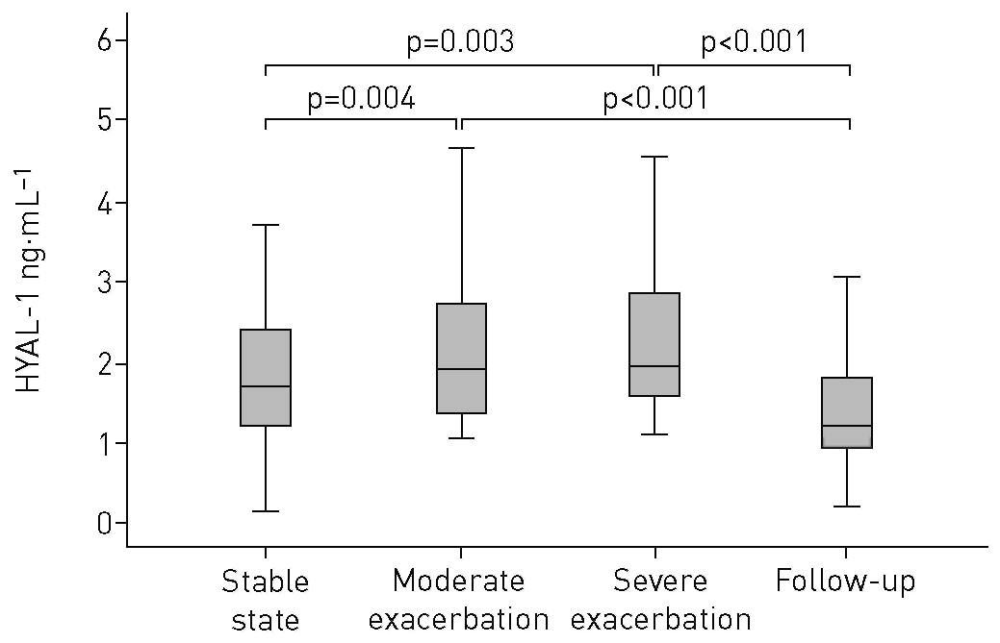 HYAL-1 ng·mL⁻¹
6
5
4
3
2
1
0
p=0.003
p<0.001
p=0.004
p<0.001
Stable
state
Moderate
exacerbation
Severe
exacerbation
Follow-up